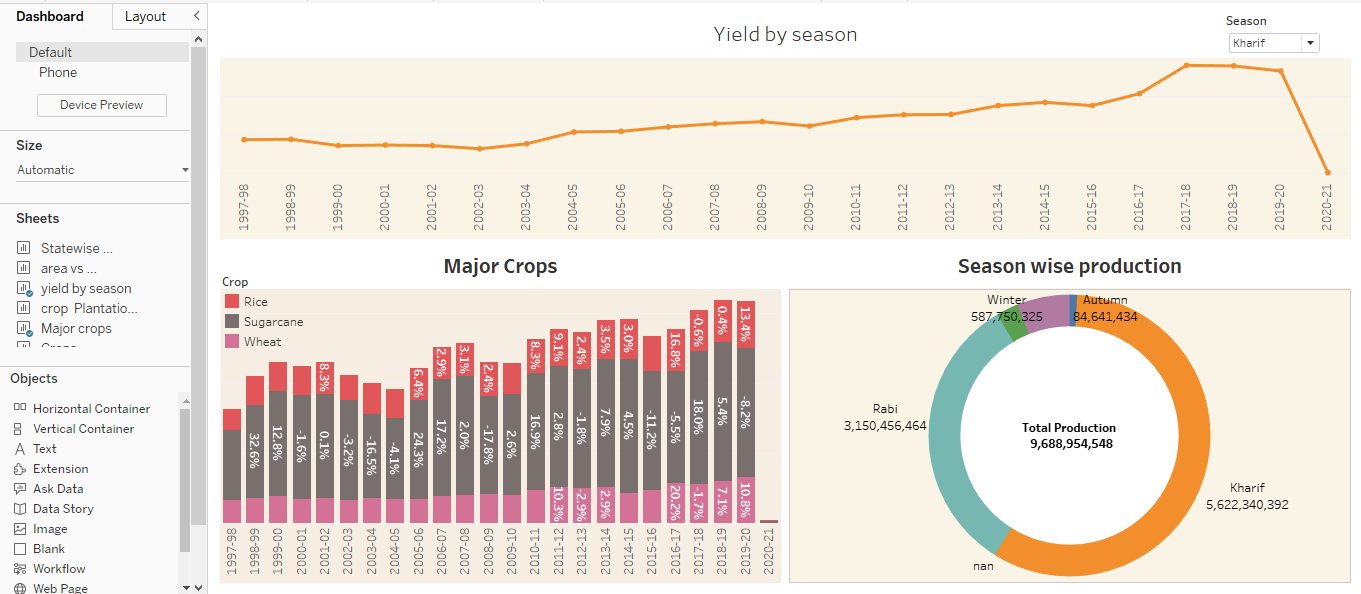 Dashboard
Layout
Default
Phone
Device Preview
Size
Automatic
Sheets
Statewise ...
area vs ...
yield by season
crop Plantatio...
Major crops
Objects
Horizontal Container
Vertical Container
Text
Extension
Ask Data
Data Story
Image
Blank
Workflow
Web Page
Yield by season
Season
Kharif
1997-98
1998-99
1999-00
2000-01
2001-02
2002-03
2003-04
2004-05
2005-06
2006-07
2007-08
2008-09
2009-10
2010-11
2011-12
2012-13
2013-14
2014-15
2015-16
2016-17
2017-18
2018-19
2019-20
2020-21
Major Crops
Crop
Rice
Sugarcane
Wheat
8.3%
6.4%
2.9%
3.1%
2.4%
8.3%
9.1%
2.4%
3.5%
3.0%
16.8%
-0.6%
0.4%
13.4%
32.6%
12.8%
-1.6%
0.1%
-3.2%
-16.5%
-4.1%
24.3%
17.2%
2.0%
-17.8%
2.6%
16.9%
2.8%
-1.8%
7.9%
4.5%
-11.2%
-5.5%
18.0%
5.4%
-8.2%
10.3%
-2.9%
2.9%
20.2%
-1.7%
7.1%
10.8%
1997-98
1998-99
1999-00
2000-01
2001-02
2002-03
2003-04
2004-05
2005-06
2006-07
2007-08
2008-09
2009-10
2010-11
2011-12
2012-13
2013-14
2014-15
2015-16
2016-17
2017-18
2018-19
2019-20
2020-21
Season wise production
Winter
587,750,325
Autumn
84,641,434
Rabi
3,150,456,464
Total Production
9,688,954,548
Kharif
5,622,340,392
nan